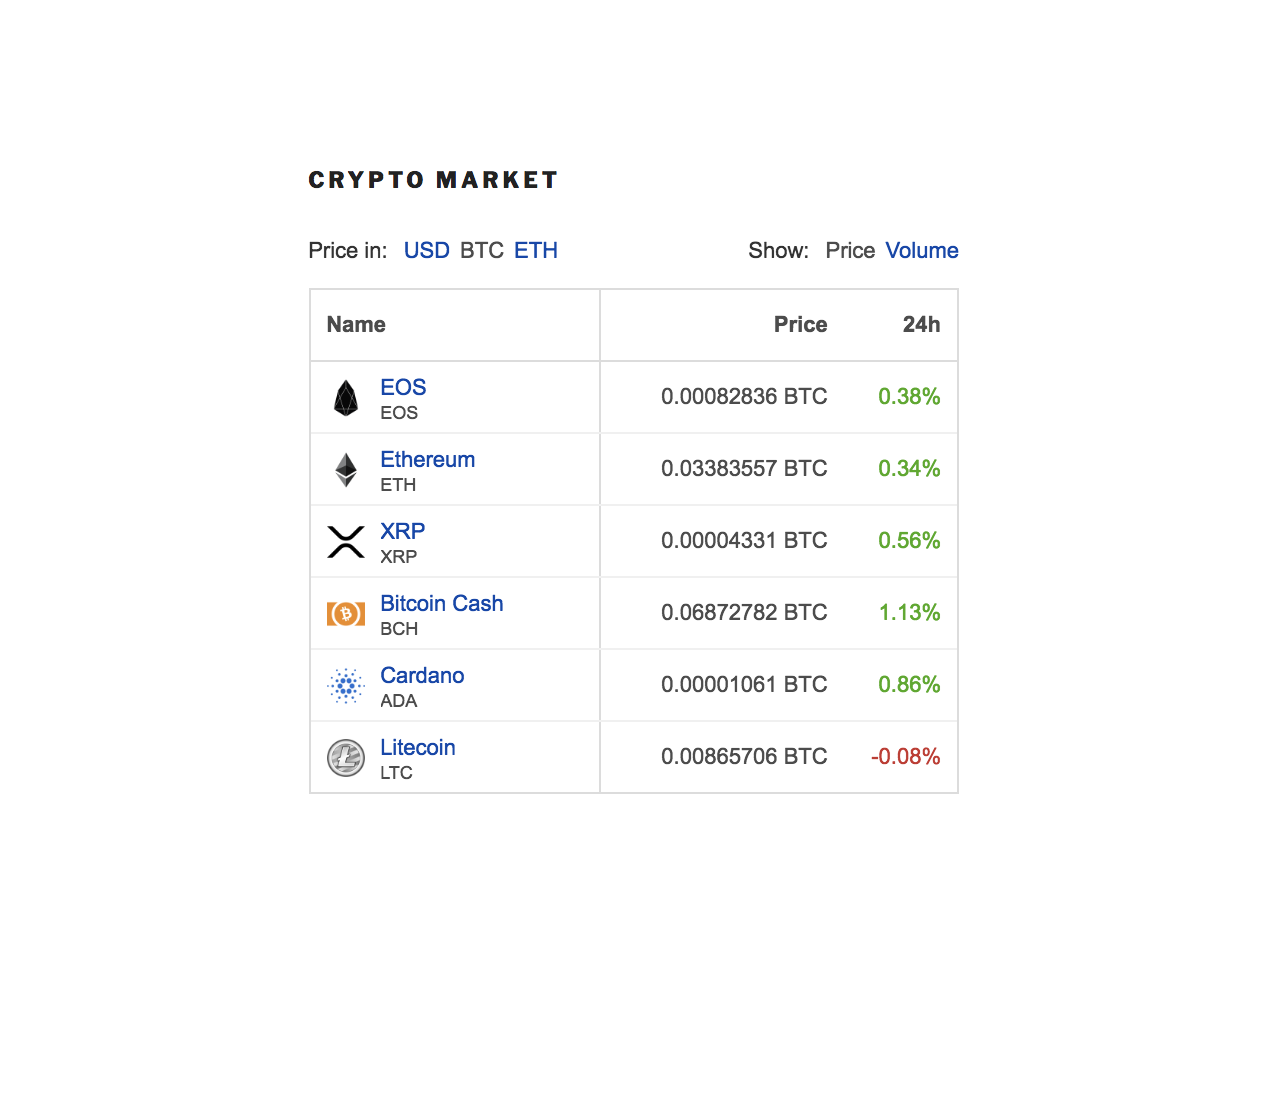 CRYPTO MARKET
Price in: USD BTC ETH Show: Price Volume
Name Price 24h
EOS
EOS
0.00082836 BTC 0.38%
Ethereum
ETH
0.03383557 BTC 0.34%
XRP
XRP
0.00004331 BTC 0.56%
Bitcoin Cash
BCH
0.06872782 BTC 1.13%
Cardano
ADA
0.00001061 BTC 0.86%
Litecoin
LTC
0.00865706 BTC -0.08%